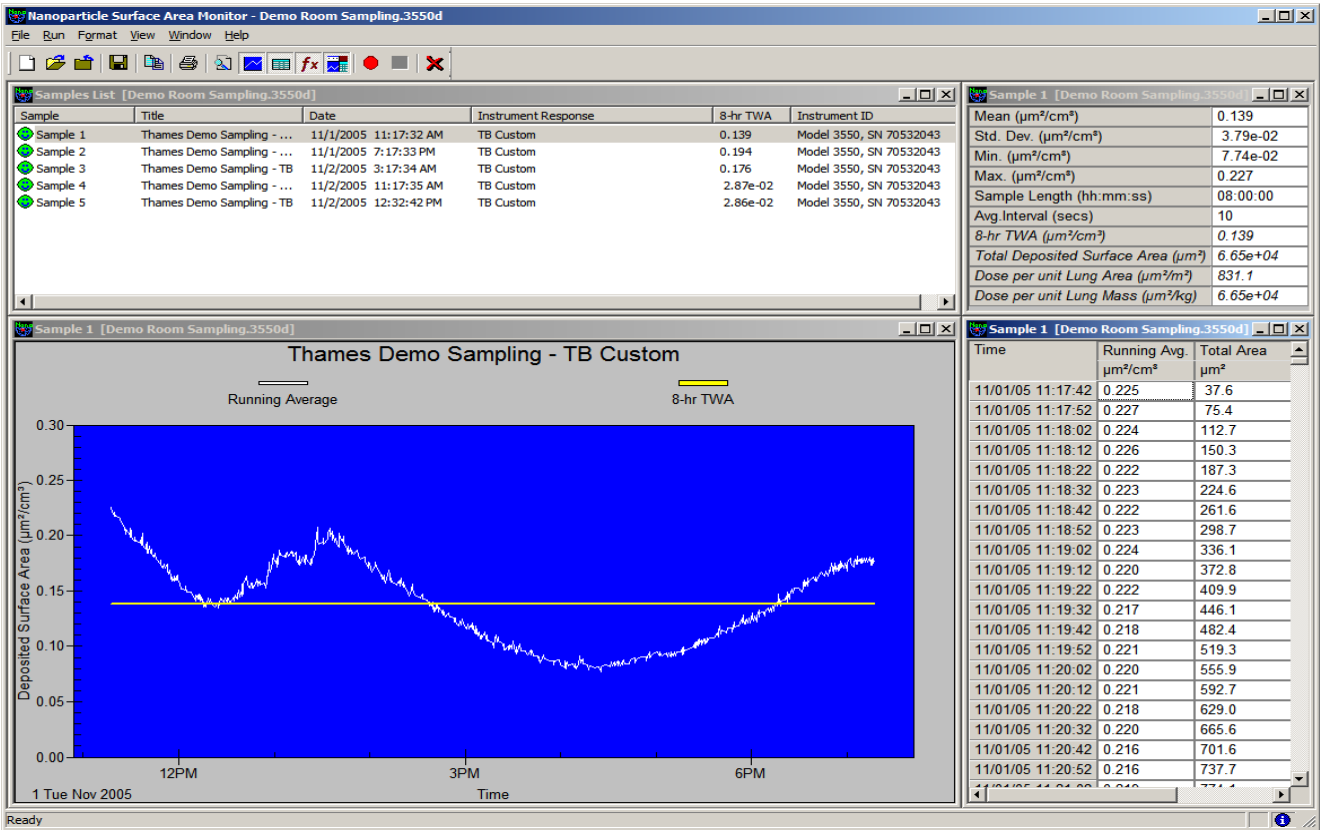 Nanoparticle Surface Area Monitor - Demo Room Sampling.3550d
File Run Format View Window Help
Samples List [Demo Room Sampling.3550d]
Sample Title Date Instrument Response 8-hr TWA Instrument ID
Sample 1 Thames Demo Sampling - ... 11/1/2005 11:17:32 AM TB Custom 0.139 Model 3550, SN 70532043
Sample 2 Thames Demo Sampling - ... 11/1/2005 7:17:33 PM TB Custom 0.194 Model 3550, SN 70532043
Sample 3 Thames Demo Sampling - TB 11/2/2005 3:17:34 AM TB Custom 0.176 Model 3550, SN 70532043
Sample 4 Thames Demo Sampling - ... 11/2/2005 11:17:35 AM TB Custom 2.87e-02 Model 3550, SN 70532043
Sample 5 Thames Demo Sampling - TB 11/2/2005 12:32:42 PM TB Custom 2.86e-02 Model 3550, SN 70532043
Sample 1 [Demo Room Sampling.3550d]
Mean (µm²/cm³) 0.139
Std. Dev. (µm²/cm³) 3.79e-02
Min. (µm²/cm³) 7.74e-02
Max. (µm²/cm³) 0.227
Sample Length (hh:mm:ss) 08:00:00
Avg.Interval (secs) 10
8-hr TWA (µm²/cm³) 0.139
Total Deposited Surface Area (µm²) 6.65e+04
Dose per unit Lung Area (µm²/m²) 831.1
Dose per unit Lung Mass (µm²/kg) 6.65e+04
Sample 1 [Demo Room Sampling.3550d]
Thames Demo Sampling - TB Custom
Running Average 8-hr TWA
Deposited Surface Area (µm²/cm³)
0.30
0.25
0.20
0.15
0.10
0.05
0.00
12PM 3PM 6PM
1 Tue Nov 2005 Time
Sample 1 [Demo Room Sampling.3550d]
Time Running Avg. Total Area
µm²/cm³ µm²
11/01/05 11:17:42 0.225 37.6
11/01/05 11:17:52 0.227 75.4
11/01/05 11:18:02 0.224 112.7
11/01/05 11:18:12 0.226 150.3
11/01/05 11:18:22 0.222 187.3
11/01/05 11:18:32 0.223 224.6
11/01/05 11:18:42 0.222 261.6
11/01/05 11:18:52 0.223 298.7
11/01/05 11:19:02 0.224 336.1
11/01/05 11:19:12 0.220 372.8
11/01/05 11:19:22 0.222 409.9
11/01/05 11:19:32 0.217 446.1
11/01/05 11:19:42 0.218 482.4
11/01/05 11:19:52 0.221 519.3
11/01/05 11:20:02 0.220 555.9
11/01/05 11:20:12 0.221 592.7
11/01/05 11:20:22 0.218 629.0
11/01/05 11:20:32 0.220 665.6
11/01/05 11:20:42 0.216 701.6
11/01/05 11:20:52 0.216 737.7
Ready